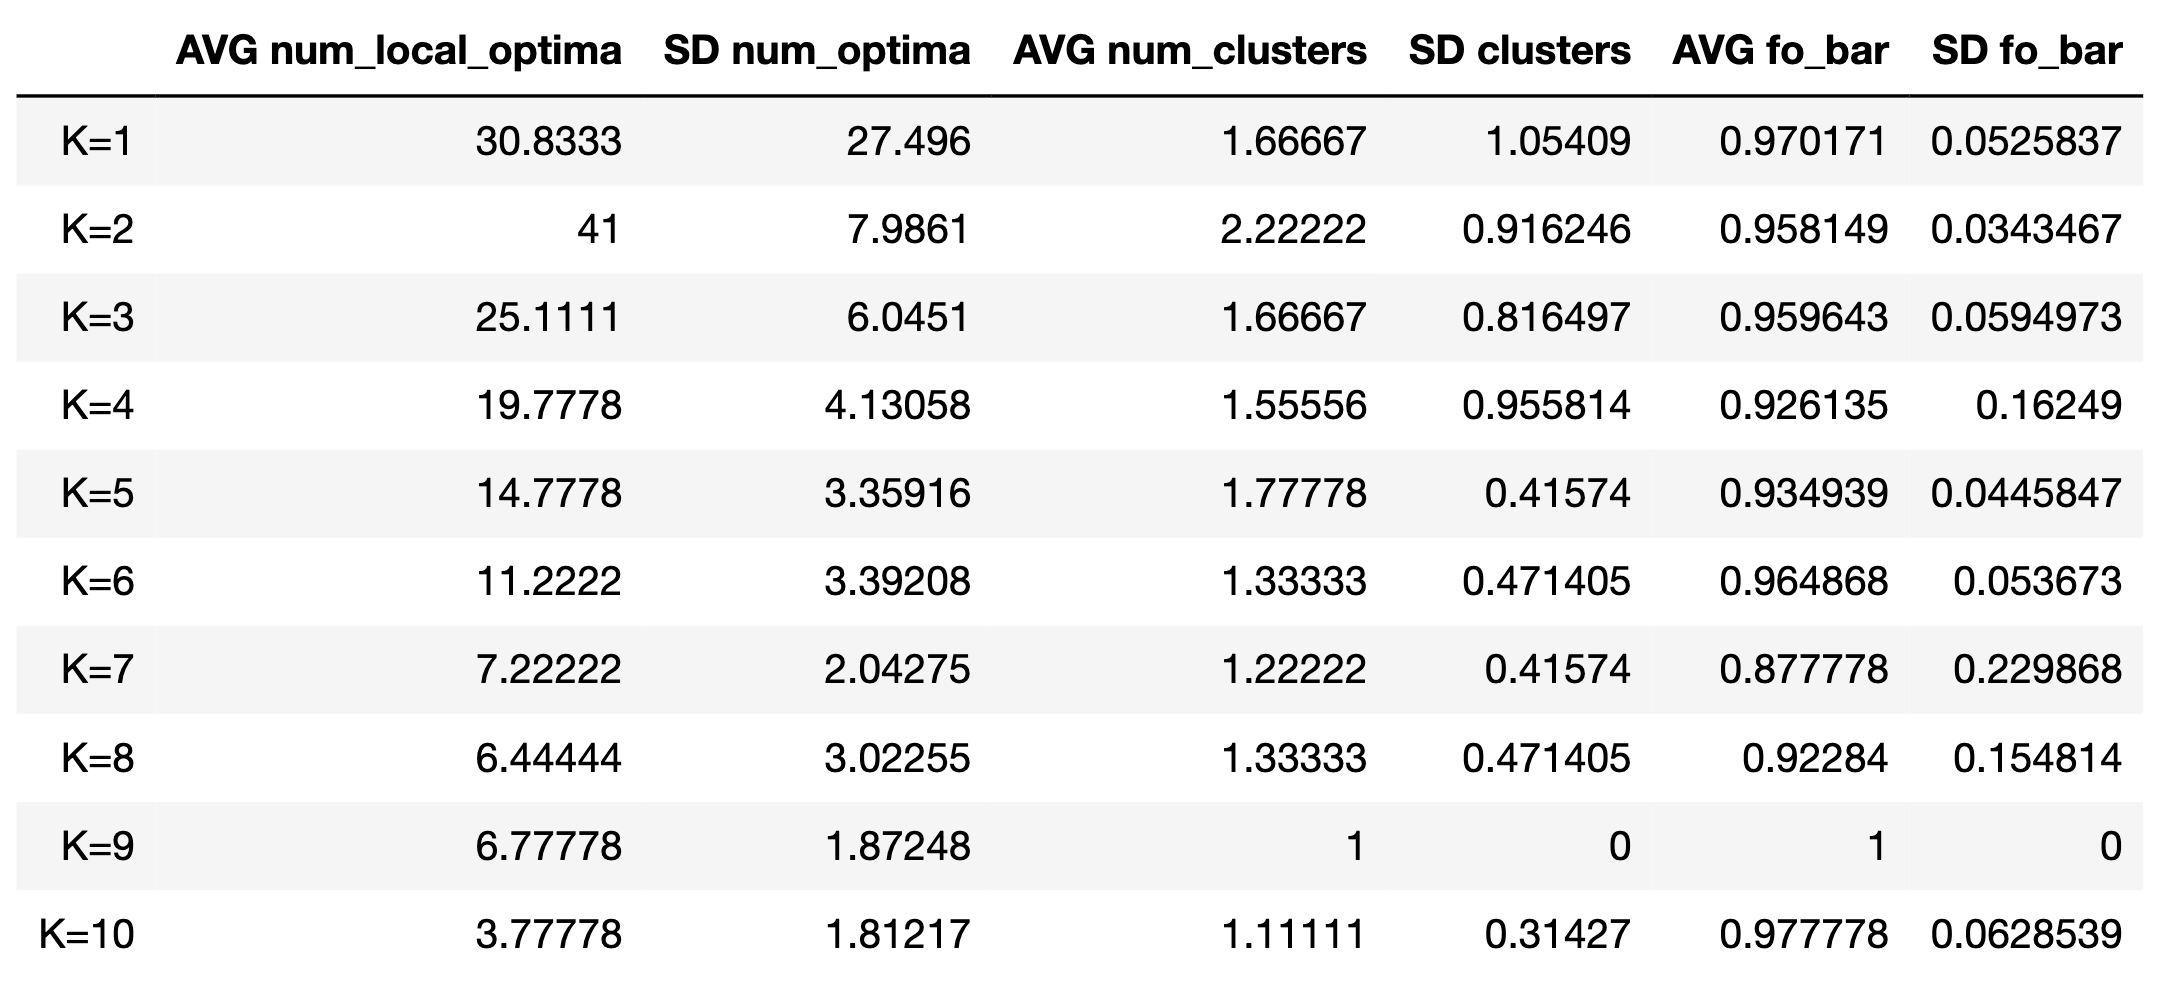 AVG num_local_optima SD num_optima AVG num_clusters SD clusters AVG fo_bar SD fo_bar
K=1 30.8333 27.496 1.66667 1.05409 0.970171 0.0525837
K=2 41 7.9861 2.22222 0.916246 0.958149 0.0343467
K=3 25.1111 6.0451 1.66667 0.816497 0.959643 0.0594973
K=4 19.7778 4.13058 1.55556 0.955814 0.926135 0.16249
K=5 14.7778 3.35916 1.77778 0.41574 0.934939 0.0445847
K=6 11.2222 3.39208 1.33333 0.471405 0.964868 0.053673
K=7 7.22222 2.04275 1.22222 0.41574 0.877778 0.229868
K=8 6.44444 3.02255 1.33333 0.471405 0.92284 0.154814
K=9 6.77778 1.87248 1 0 1 0
K=10 3.77778 1.81217 1.11111 0.31427 0.977778 0.0628539